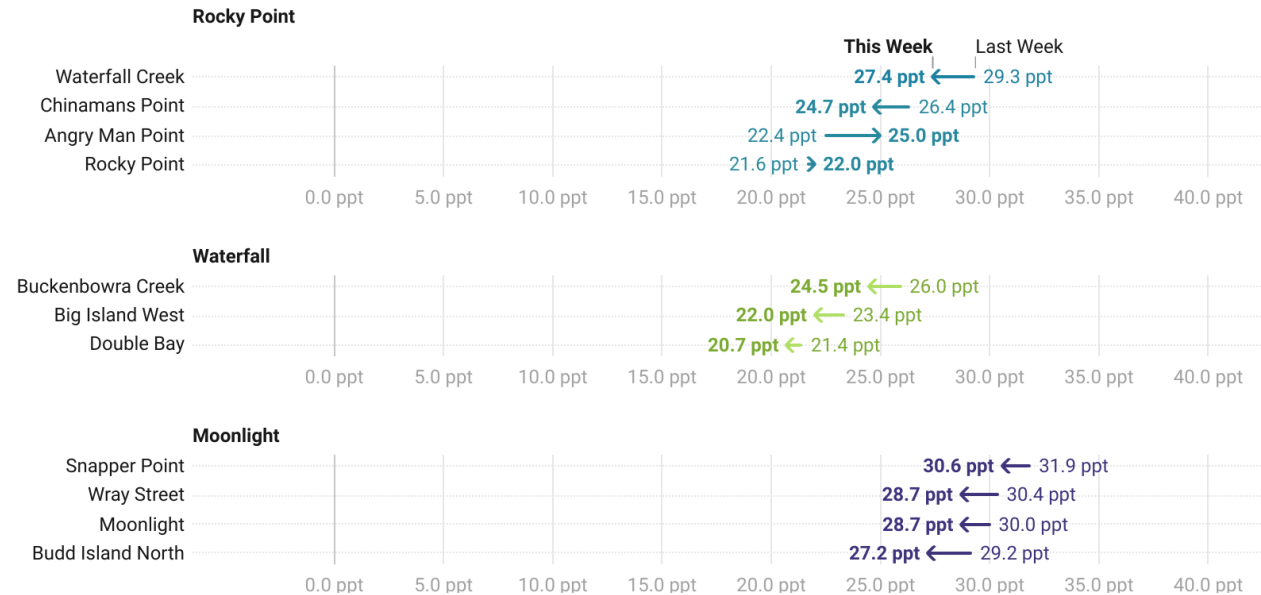 Rocky Point
This Week Last Week
Waterfall Creek 27.4 ppt 29.3 ppt
Chinamans Point 24.7 ppt 26.4 ppt
Angry Man Point 22.4 ppt 25.0 ppt
Rocky Point 21.6 ppt 22.0 ppt
0.0 ppt 5.0 ppt 10.0 ppt 15.0 ppt 20.0 ppt 25.0 ppt 30.0 ppt 35.0 ppt 40.0 ppt
Waterfall
Buckenbowra Creek 24.5 ppt 26.0 ppt
Big Island West 22.0 ppt 23.4 ppt
Double Bay 20.7 ppt 21.4 ppt
0.0 ppt 5.0 ppt 10.0 ppt 15.0 ppt 20.0 ppt 25.0 ppt 30.0 ppt 35.0 ppt 40.0 ppt
Moonlight
Snapper Point 30.6 ppt 31.9 ppt
Wray Street 28.7 ppt 30.4 ppt
Moonlight 28.7 ppt 30.0 ppt
Budd Island North 27.2 ppt 29.2 ppt
0.0 ppt 5.0 ppt 10.0 ppt 15.0 ppt 20.0 ppt 25.0 ppt 30.0 ppt 35.0 ppt 40.0 ppt